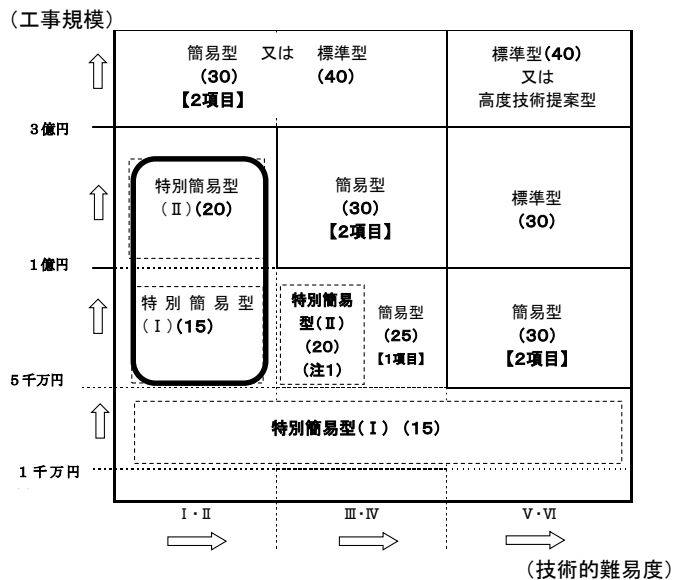 （工事規模）
簡易型　又は　標準型
（30）　（40）
【2項目】
標準型（40）
又は
高度技術提案型
3億円
特別簡易型
（Ⅱ）（20）
簡易型
（30）
【2項目】
標準型
（30）
1億円
特別簡易型
（Ⅰ）（15）
特別簡易
型（Ⅱ）
（20）
（注1）
簡易型
（25）
【1項目】
簡易型
（30）
【2項目】
5千万円
特別簡易型（Ⅰ）（15）
1千万円
Ⅰ・Ⅱ　Ⅲ・Ⅳ　Ⅴ・Ⅵ
（技術的難易度）